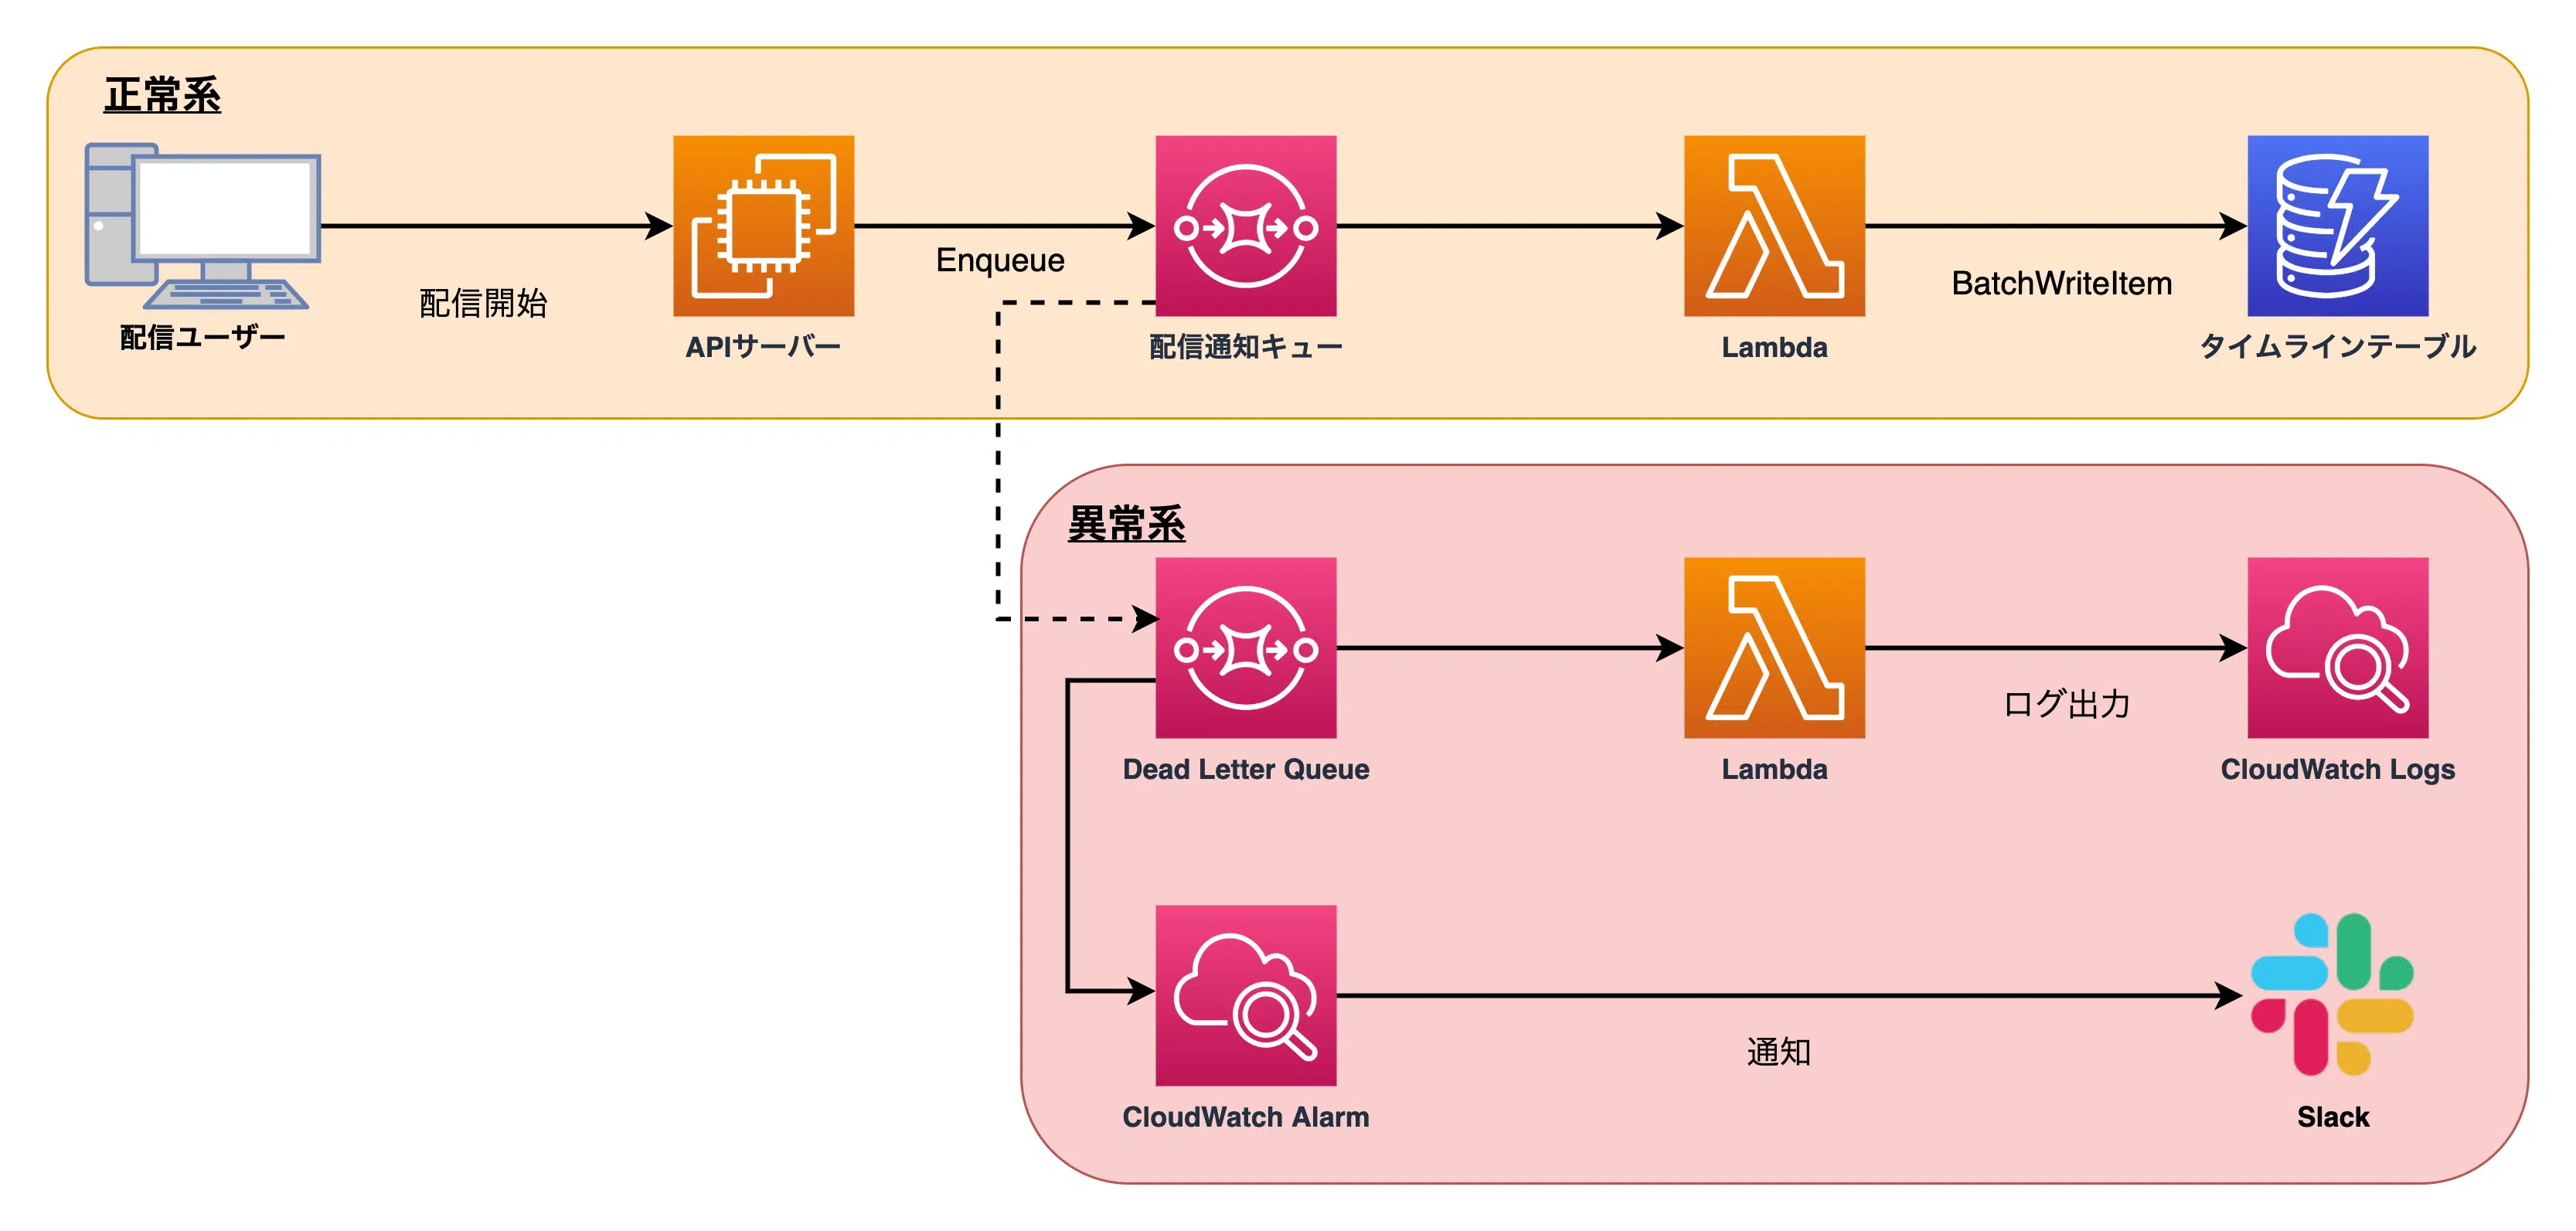 正常系
配信ユーザー
配信開始
APIサーバー
Enqueue
配信通知キュー
Lambda
BatchWriteItem
タイムラインテーブル
異常系
Dead Letter Queue
Lambda
ログ出力
CloudWatch Logs
CloudWatch Alarm
通知
Slack